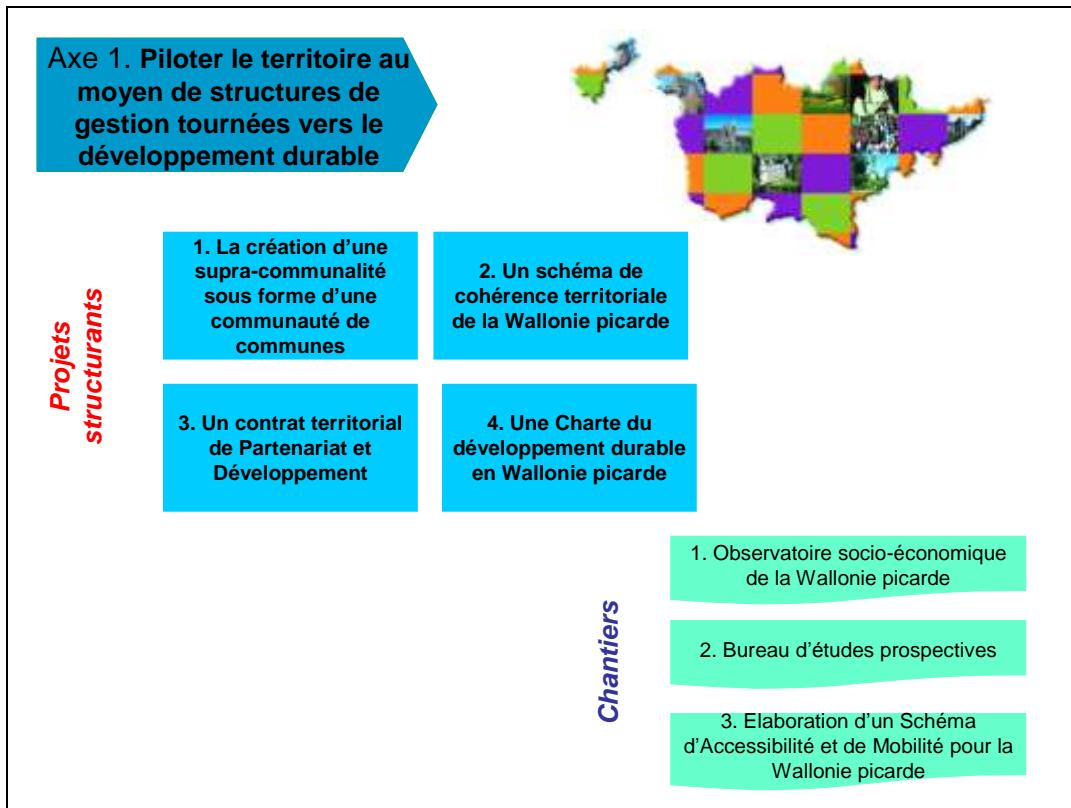 Axe 1. Piloter le territoire au
moyen de structures de
gestion tournées vers le
développement durable
Projets
structurants
1. La création d'une
supra-communalité
sous forme d'une
communauté de
communes
2. Un schéma de
cohérence territoriale
de la Wallonie picarde
3. Un contrat territorial
de Partenariat et
Développement
4. Une Charte du
développement durable
en Wallonie picarde
Chantiers
1. Observatoire socio-économique
de la Wallonie picarde
2. Bureau d'études prospectives
3. Elaboration d'un Schéma
d'Accessibilité et de Mobilité pour la
Wallonie picarde